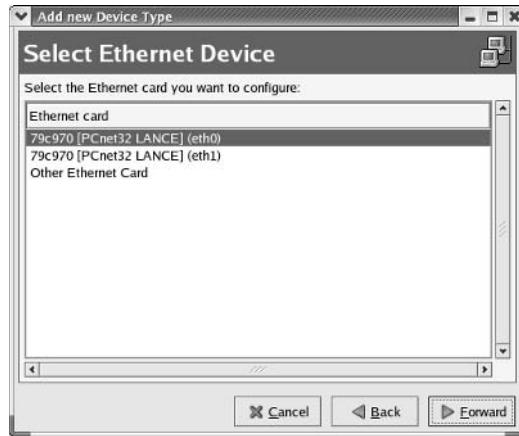 Add new Device Type
Select Ethernet Device
Select the Ethernet card you want to configure:
Ethernet card
79c970 [PCnet32 LANCE] (eth0)
79c970 [PCnet32 LANCE] (eth1)
Other Ethernet Card
Cancel
Back
Forward